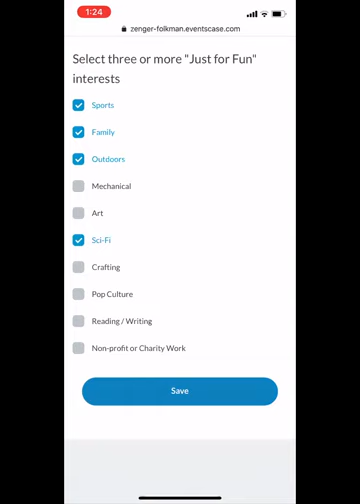 1:24
zenger-folkman.eventscase.com
Select three or more "Just for Fun"
interests
Sports
Family
Outdoors
Mechanical
Art
Sci-Fi
Crafting
Pop Culture
Reading / Writing
Non-profit or Charity Work
Save